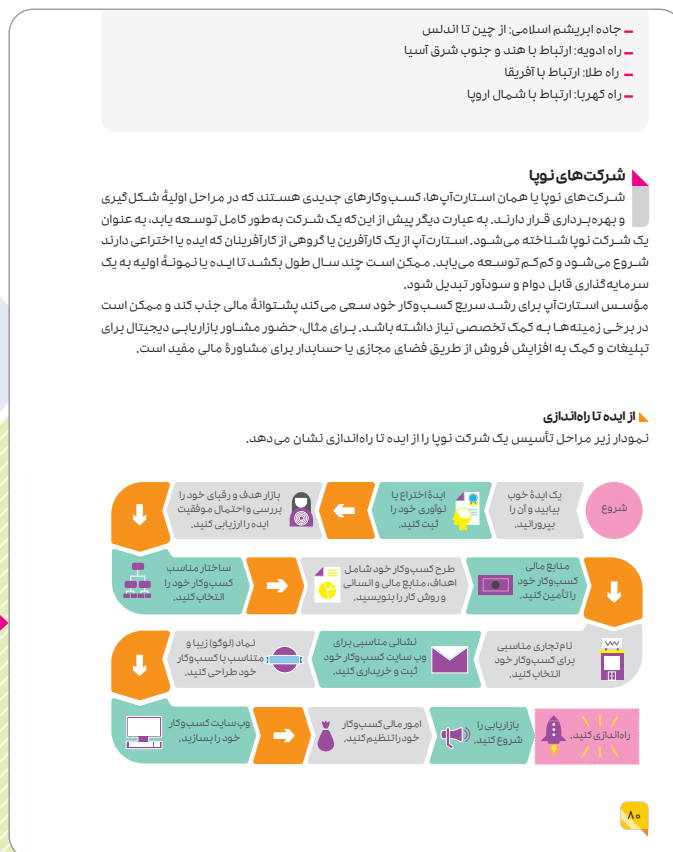 جاده ابریشم اسلامی: از چین تا اندلس
راه ادویه: ارتباط با هند و جنوب شرق آسیا
راه طلا: ارتباط با آفریقا
راه کهربا: ارتباط با شمال اروپا
شرکت‌های نوپا
شرکت‌های نوپا یا همان استارت‌آپ‌ها، کسب‌وکارهای جدیدی هستند که در مراحل اولیهٔ شکل‌گیری
و بهره‌برداری قرار دارند. به عبارت دیگر پیش از این‌که یک شرکت به‌طور کامل توسعه یابد، به عنوان
یک شرکت نوپا شناخته می‌شود. استارت‌آپ از یک کارآفرین یا گروهی از کارآفرینان که ایده یا اختراعی دارند
شروع می‌شود و کم‌کم توسعه می‌یابد. ممکن است چند سال طول بکشد تا ایده یا نمونهٔ اولیه به یک
سرمایه‌گذاری قابل دوام و سودآور تبدیل شود.
مؤسس استارت‌آپ برای رشد سریع کسب‌وکار خود سعی می‌کند پشتوانهٔ مالی جذب کند و ممکن است
در برخی زمینه‌ها به کمک تخصصی نیاز داشته باشد. برای مثال، حضور مشاور بازاریابی دیجیتال برای
تبلیغات و کمک به افزایش فروش از طریق فضای مجازی یا حسابدار برای مشاورهٔ مالی مفید است.
از ایده تا راه‌اندازی
نمودار زیر مراحل تأسیس یک شرکت نوپا را از ایده تا راه‌اندازی نشان می‌دهد.
شروع
یک ایدهٔ خوب
بیابید و آن را
بپرورانید.
ایدهٔ اختراع یا
نوآوری خود را
ثبت کنید.
بازار هدف و رقبای خود را
بررسی و احتمال موفقیت
ایده را ارزیابی کنید.
ساختار مناسب
کسب‌وکار خود را
انتخاب کنید.
طرح کسب‌وکار خود شامل
اهداف، منابع مالی و انسانی
و روش کار را بنویسید.
منابع مالی
کسب‌وکار خود
را تأمین کنید.
نام تجاری مناسبی
برای کسب‌وکار خود
انتخاب کنید.
نشانی مناسبی برای
وب سایت کسب‌وکار خود
ثبت و خریداری کنید.
نماد (لوگو) زیبا و
متناسب با کسب‌وکار
خود طراحی کنید.
وب‌سایت کسب‌وکار
خود را بسازید.
امور مالی کسب‌وکار
خود را تنظیم کنید.
بازاریابی را
شروع کنید.
راه‌اندازی کنید.
۸۰